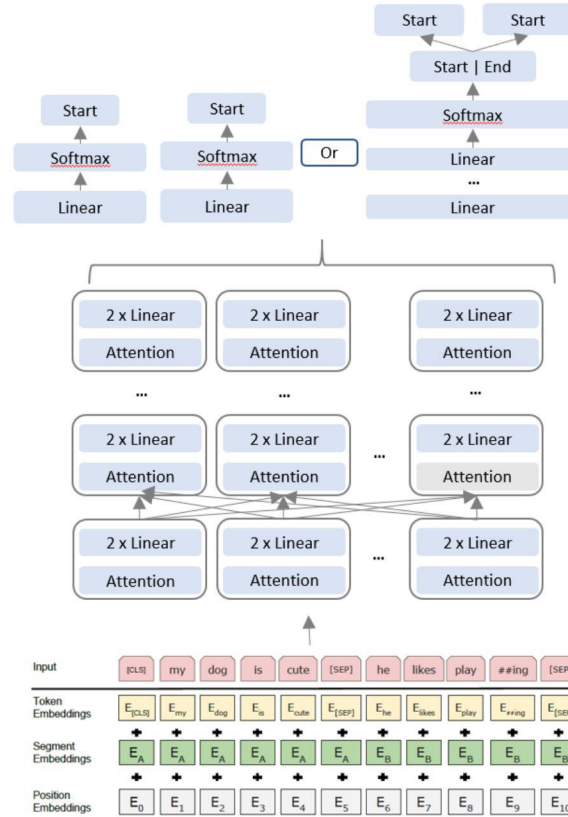 Start Start
Start | End
Start Start Softmax
Softmax Softmax Or Linear
...
Linear Linear Linear
2 x Linear 2 x Linear 2 x Linear
Attention Attention Attention
... ... ...
2 x Linear 2 x Linear 2 x Linear
...
Attention Attention Attention
2 x Linear 2 x Linear 2 x Linear
...
Attention Attention Attention
Input [CLS] my dog is cute [SEP] he likes play ##ing [SEP
Token
Embeddings E[CLS] Emy Edog Eis Ecute E[SEP] Ehe Elikes Eplay E##ing E[SE
+ + + + + + + + + + +
Segment
Embeddings EA EA EA EA EA EA EB EB EB EB EB
+ + + + + + + + + + +
Position
Embeddings E0 E1 E2 E3 E4 E5 E6 E7 E8 E9 E10